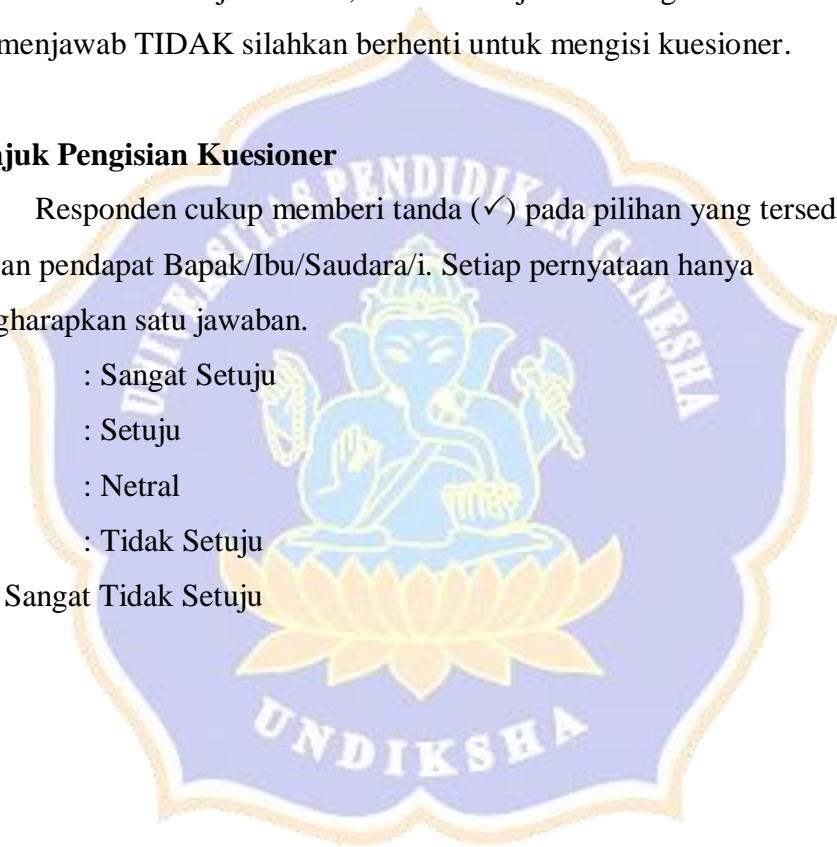 menjawab TIDAK silahkan berhenti untuk mengisi kuesioner.
juk Pengisian Kuesioner
Responden cukup memberi tanda (✓) pada pilihan yang tersed
an pendapat Bapak/Ibu/Saudara/i. Setiap pernyataan hanya
gharapkan satu jawaban.
: Sangat Setuju
: Setuju
: Netral
: Tidak Setuju
Sangat Tidak Setuju
UNIVERSITAS PENDIDIKAN GANESHA
UNDIKSHA